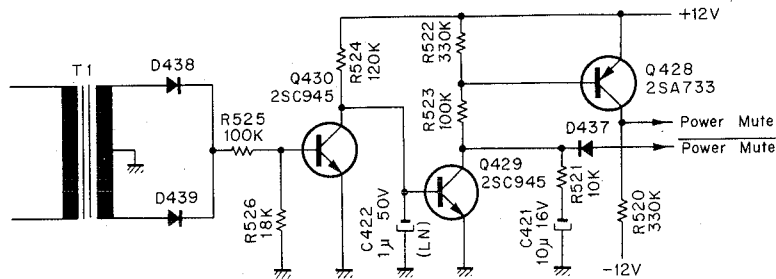 T1
D438
D439
R525
100K
R526
18K
R524
120K
Q430
2SC945
C422
1μ 50V
(LN)
R522
330K
R523
100K
Q429
2SC945
+12V
Q428
2SA733
D437
Power Mute
Power Mute
R521
10K
C421
10μ 16V
R520
330K
-12V